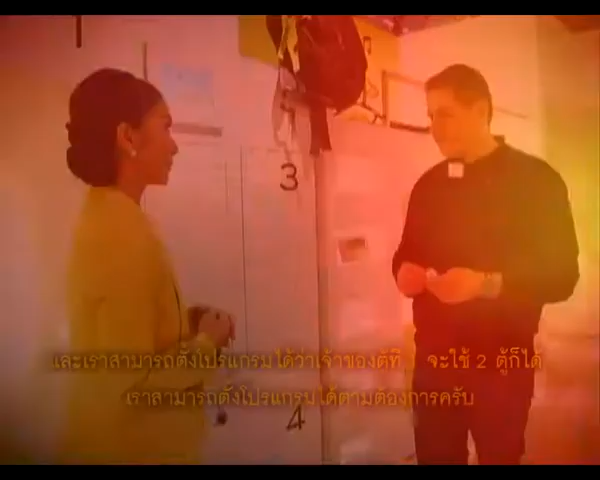 3
และเราสามารถตั้งโปรแกรมได้ว่าเจ้าของตู้ที่ 1 จะใช้ 2 ตู้ก็ได้
เราสามารถตั้งโปรแกรมได้ตามต้องการครับ
4